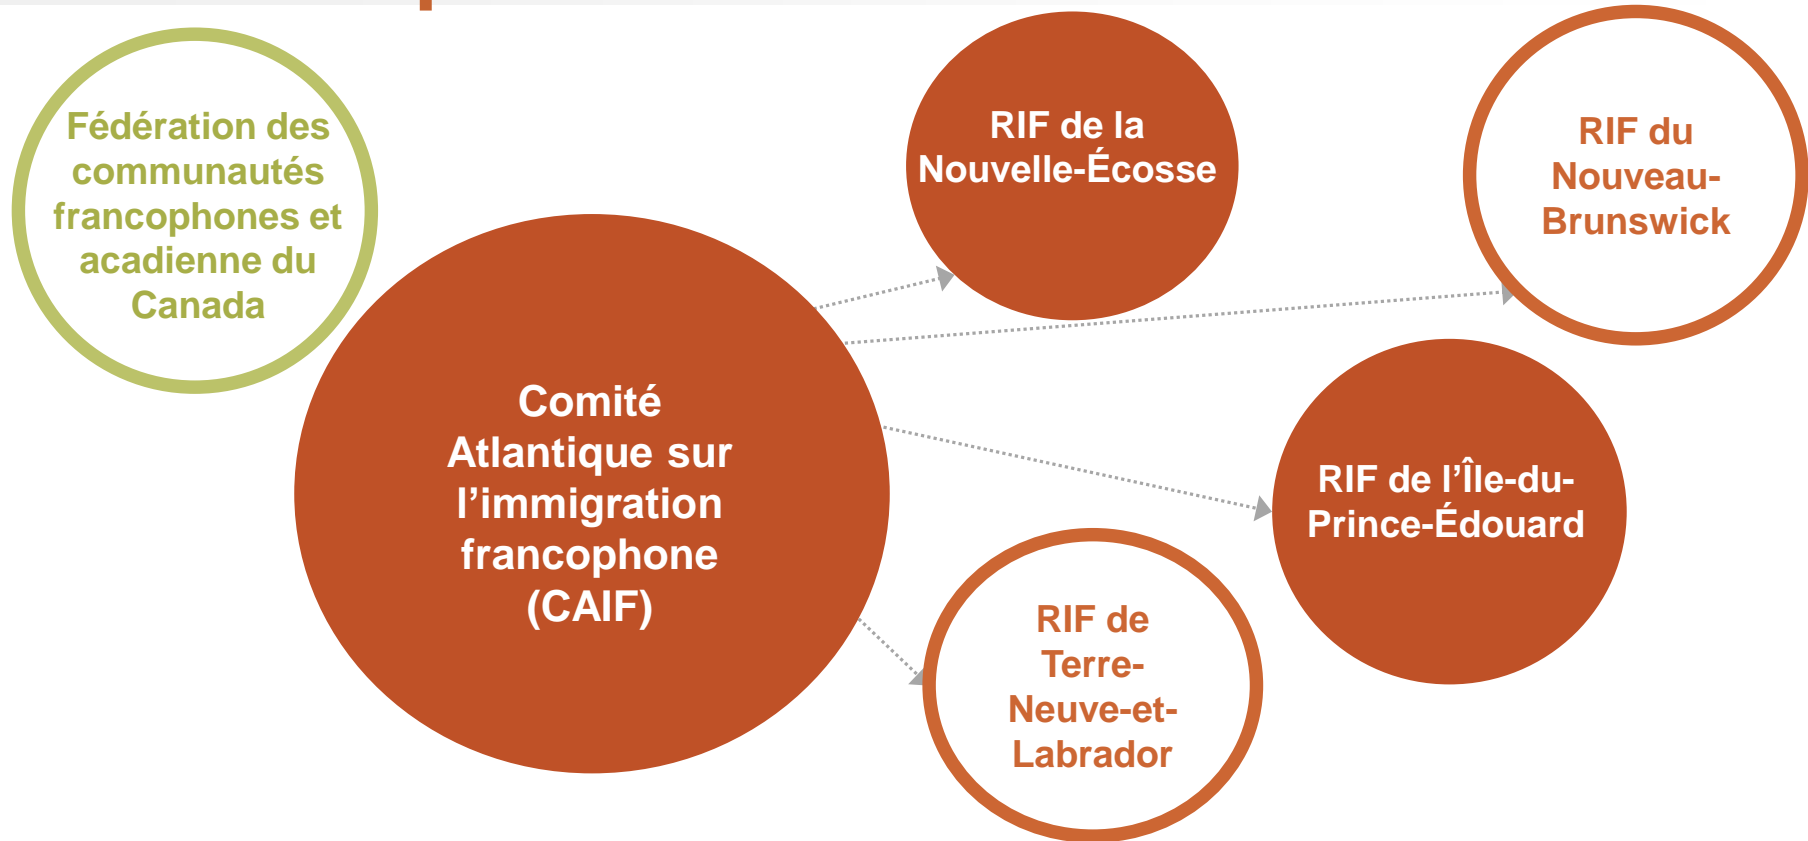 Fédération des
communautés
francophones et
acadienne du
Canada
RIF de la
Nouvelle-Écosse
RIF du
Nouveau-
Brunswick
Comité
Atlantique sur
l’immigration
francophone
(CAIF)
RIF de l’Île-du-
Prince-Édouard
RIF de
Terre-
Neuve-et-
Labrador